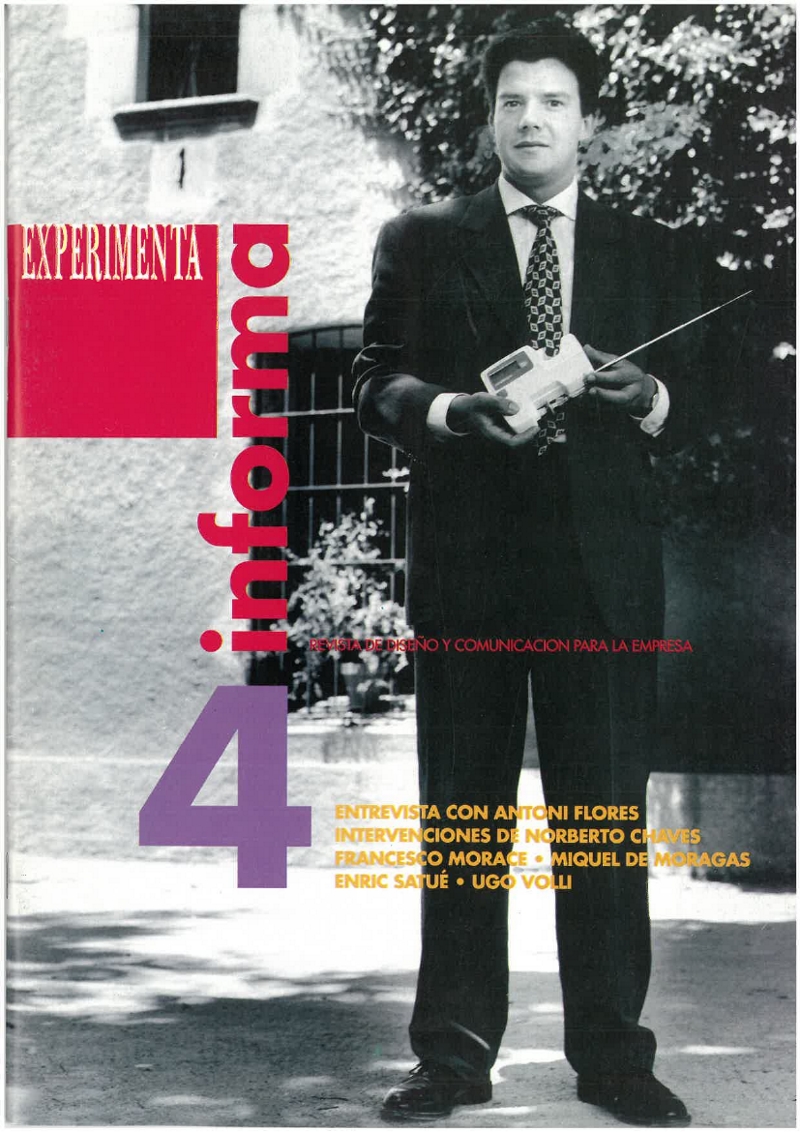 1
EXPERIMENTA
informa
REVISTA DE DISEÑO Y COMUNICACION PARA LA EMPRESA
4
ENTREVISTA CON ANTONI FLORES
INTERVENCIONES DE NORBERTO CHAVES
FRANCESCO MORACE • MIQUEL DE MORAGAS
ENRIC SATUÉ • UGO VOLLI